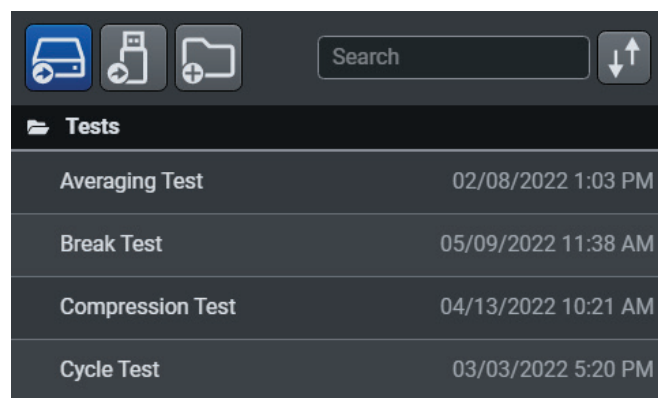 Search
Tests
Averaging Test 02/08/2022 1:03 PM
Break Test 05/09/2022 11:38 AM
Compression Test 04/13/2022 10:21 AM
Cycle Test 03/03/2022 5:20 PM